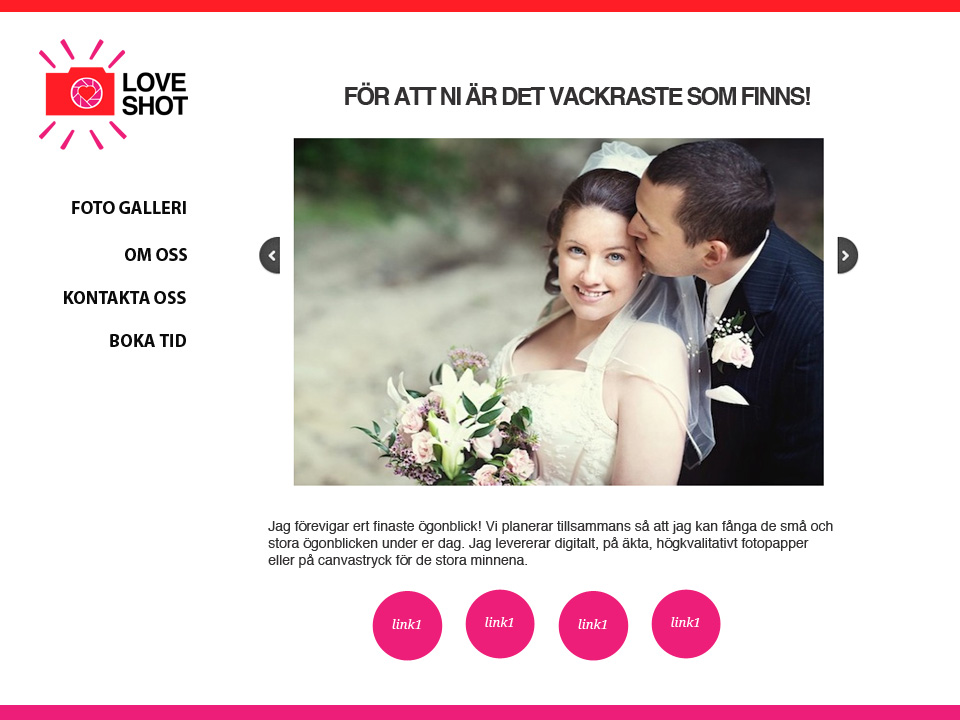 LOVE
SHOT
FÖR ATT NI ÄR DET VACKRASTE SOM FINNS!
FOTO GALLERI
OM OSS
KONTAKTA OSS
BOKA TID
Jag förevigar ert finaste ögonblick! Vi planerar tillsammans så att jag kan fånga de små och
stora ögonblicken under er dag. Jag levererar digitalt, på äkta, högkvalitativt fotopapper
eller på canvastryck för de stora minnena.
link1
link1
link1
link1